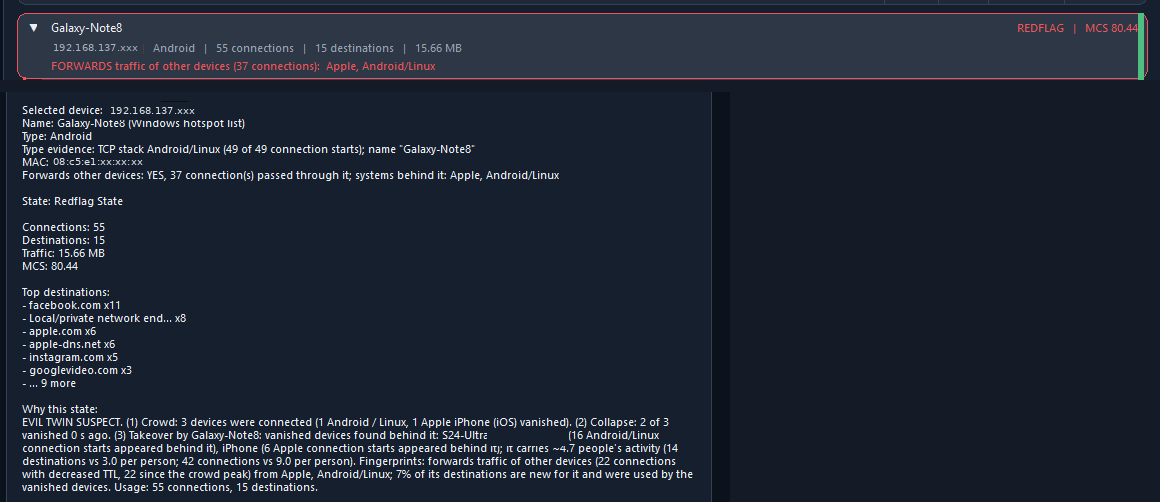 ▼ Galaxy-Note8
REDFLAG | MCS 80.44
192.168.137.xxx | Android | 55 connections | 15 destinations | 15.66 MB
FORWARDS traffic of other devices (37 connections): Apple, Android/Linux
Selected device: 192.168.137.xxx
Name: Galaxy-Note8 (Windows hotspot list)
Type: Android
Type evidence: TCP stack Android/Linux (49 of 49 connection starts); name "Galaxy-Note8"
MAC: 08:c5:e1:xx:xx:xx
Forwards other devices: YES, 37 connection(s) passed through it; systems behind it: Apple, Android/Linux
State: Redflag State
Connections: 55
Destinations: 15
Traffic: 15.66 MB
MCS: 80.44
Top destinations:
- facebook.com x11
- Local/private network end... x8
- apple.com x6
- apple-dns.net x6
- instagram.com x5
- googlevideo.com x3
- ... 9 more
Why this state:
EVIL TWIN SUSPECT. (1) Crowd: 3 devices were connected (1 Android / Linux, 1 Apple iPhone (iOS) vanished). (2) Collapse: 2 of 3
vanished 0 s ago. (3) Takeover by Galaxy-Note8: vanished devices found behind it: S24-Ultra (16 Android/Linux
connection starts appeared behind it), iPhone (6 Apple connection starts appeared behind it); it carries ~4.7 people's activity (14
destinations vs 3.0 per person; 42 connections vs 9.0 per person). Fingerprints: forwards traffic of other devices (22 connections
with decreased TTL, 22 since the crowd peak) from Apple, Android/Linux; 7% of its destinations are new for it and were used by the
vanished devices. Usage: 55 connections, 15 destinations.